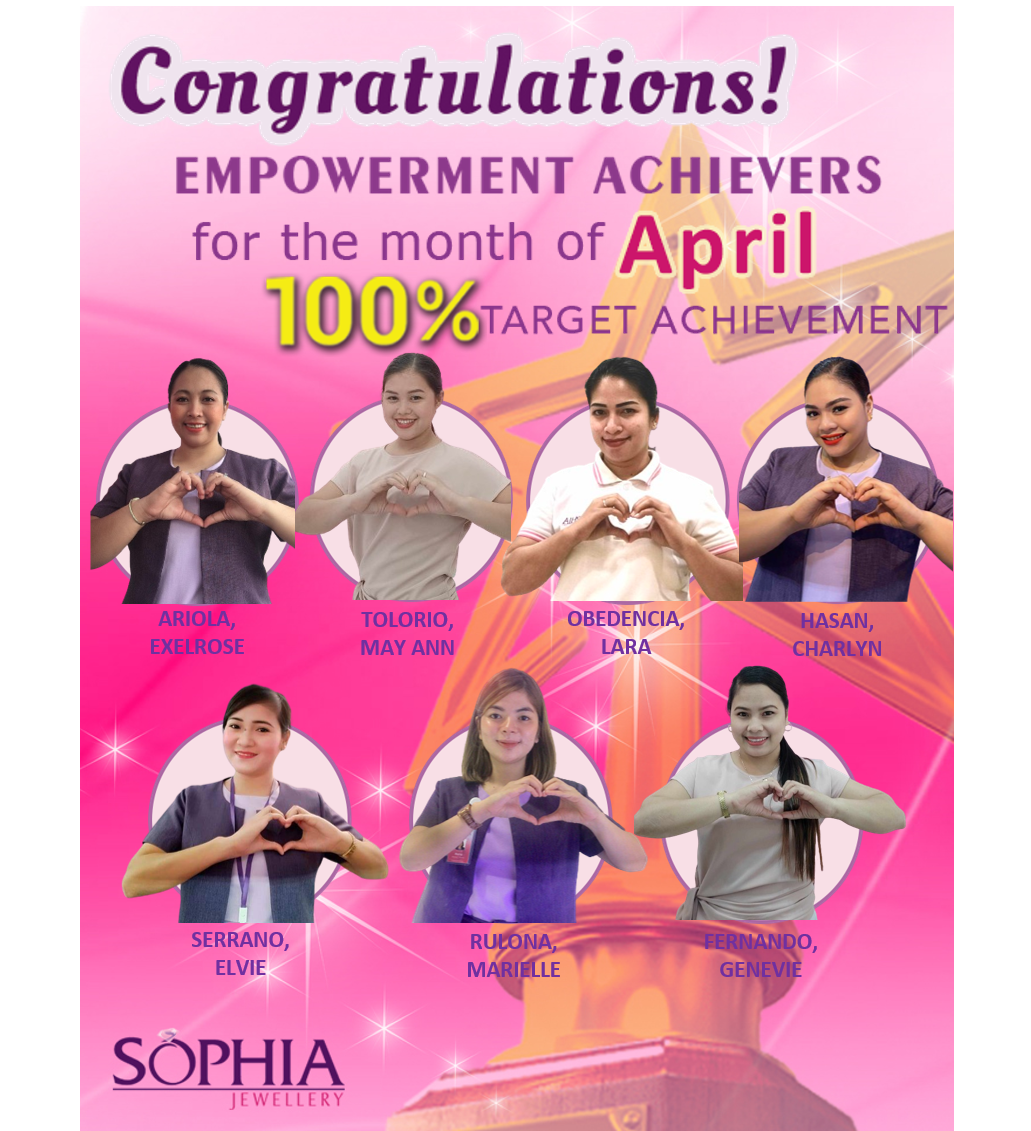 Congratulations!
EMPOWERMENT ACHIEVERS
for the month of April
100% TARGET ACHIEVEMENT
ARIOLA,
EXELROSE
TOLORIO,
MAY ANN
OBEDENCIA,
LARA
HASAN,
CHARLYN
SERRANO,
ELVIE
RULONA,
MARIELLE
FERNANDO,
GENEVIE
SOPHIA
JEWELLERY